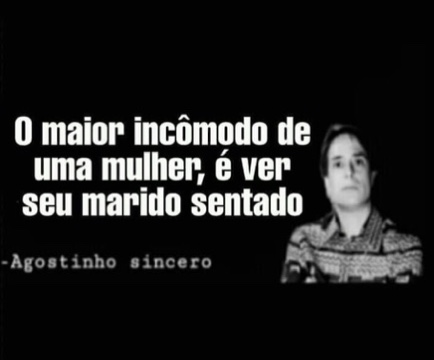 O maior incômodo de
uma mulher, é ver
seu marido sentado
-Agostinho sincero